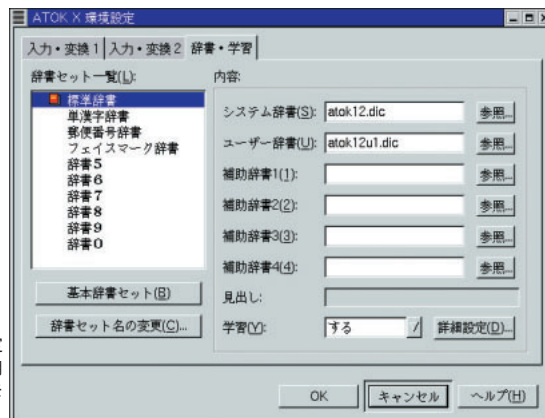 ATOK X 環境設定
入力・変換1 入力・変換2 辞書・学習
辞書セット一覧(L):
標準辞書
単漢字辞書
郵便番号辞書
フェイスマーク辞書
辞書5
辞書6
辞書7
辞書8
辞書9
辞書0
基本辞書セット(B)
辞書セット名の変更(C)...
内容:
システム辞書(S): atok12.dic 参照...
ユーザー辞書(U): atok12u1.dic 参照...
補助辞書1(1): 参照...
補助辞書2(2): 参照...
補助辞書3(3): 参照...
補助辞書4(4): 参照...
見出し:
学習(Y): する 詳細設定(D)...
OK キャンセル ヘルプ(H)